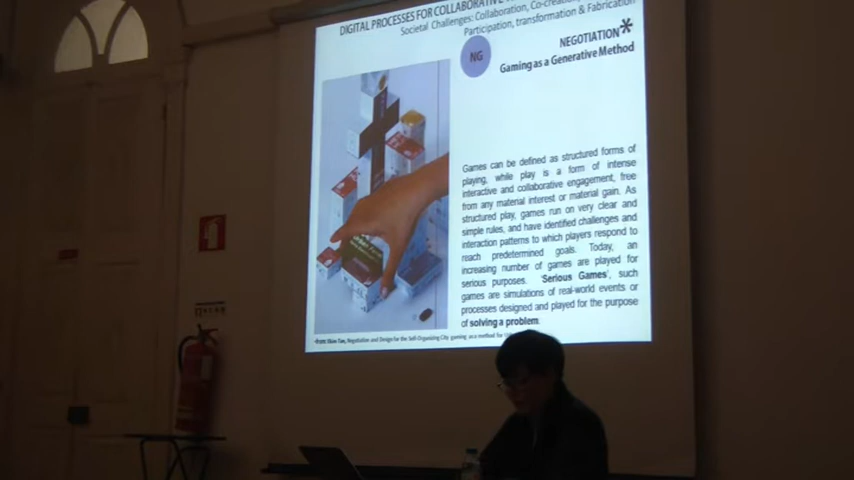 DIGITAL PROCESSES FOR COLLABORATIVE
Societal Challenges: Collaboration, Co-creation,
Participation, transformation & Fabrication
NG
NEGOTIATION*
Gaming as a Generative Method
Games can be defined as structured forms of
playing, while play is a form of intense
interactive and collaborative engagement, free
from any material interest or material gain. As
structured play, games run on very clear and
simple rules, and have identified challenges and
interaction patterns to which players respond to
reach predetermined goals. Today, an
increasing number of games are played for
serious purposes. 'Serious Games', such
games are simulations of real-world events or
processes designed and played for the purpose
of solving a problem.
Negotiation and Design for the Self-Organizing City gaming as a method for